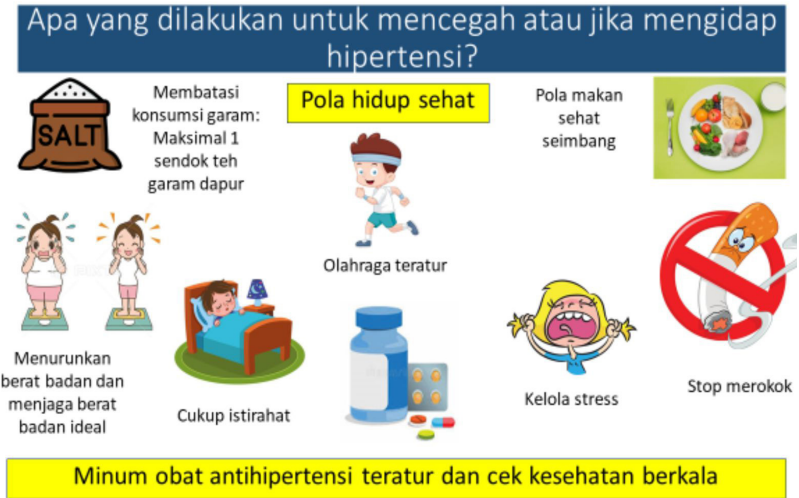 Apa yang dilakukan untuk mencegah atau jika mengidap
hipertensi?
SALT
Membatasi
konsumsi garam:
Maksimal 1
sendok teh
garam dapur
Pola hidup sehat
Pola makan
sehat
seimbang
Olahraga teratur
Menurunkan
berat badan dan
menjaga berat
badan ideal
Cukup istirahat
Kelola stress
Stop merokok
Minum obat antihipertensi teratur dan cek kesehatan berkala